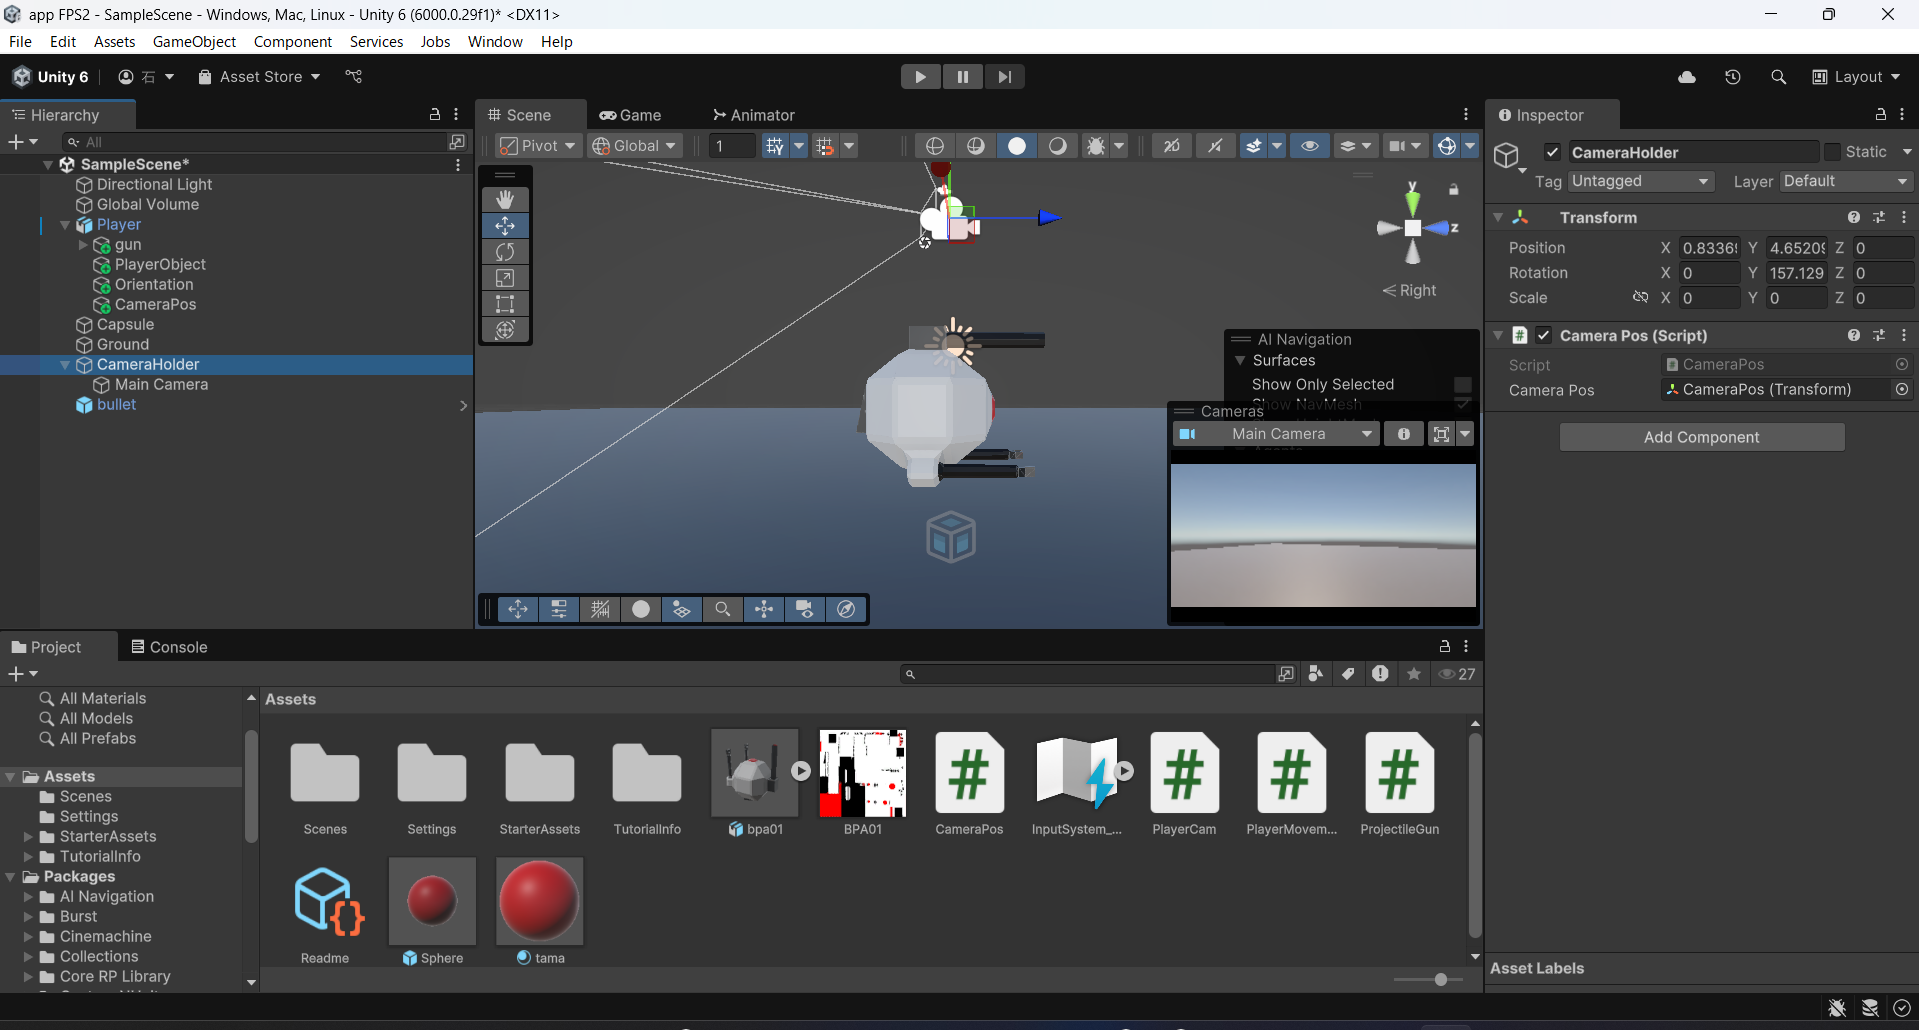 app FPS2 - SampleScene - Windows, Mac, Linux - Unity 6 (6000.0.29f1)* <DX11>
File Edit Assets GameObject Component Services Jobs Window Help
Unity 6 石 Asset Store Layout
Hierarchy
All
SampleScene*
Directional Light
Global Volume
Player
gun
PlayerObject
Orientation
CameraPos
Capsule
Ground
CameraHolder
Main Camera
bullet
Scene Game Animator
Pivot Global 1 2D
y
z
Right
AI Navigation
Surfaces
Show Only Selected
Show NavMesh
Cameras
Main Camera
Inspector
CameraHolder Static
Tag Untagged Layer Default
Transform
Position X 0.8336 Y 4.6520 Z 0
Rotation X 0 Y 157.129 Z 0
Scale X 0 Y 0 Z 0
# Camera Pos (Script)
Script CameraPos
Camera Pos CameraPos (Transform)
Add Component
Asset Labels
Project Console
27
All Materials
All Models
All Prefabs
Assets
Scenes
Settings
StarterAssets
TutorialInfo
Packages
AI Navigation
Burst
Cinemachine
Collections
Core RP Library
Assets
Scenes
Settings
StarterAssets
TutorialInfo
bpa01
BPA01
CameraPos
InputSystem_...
PlayerCam
PlayerMovem...
ProjectileGun
Readme
Sphere
tama